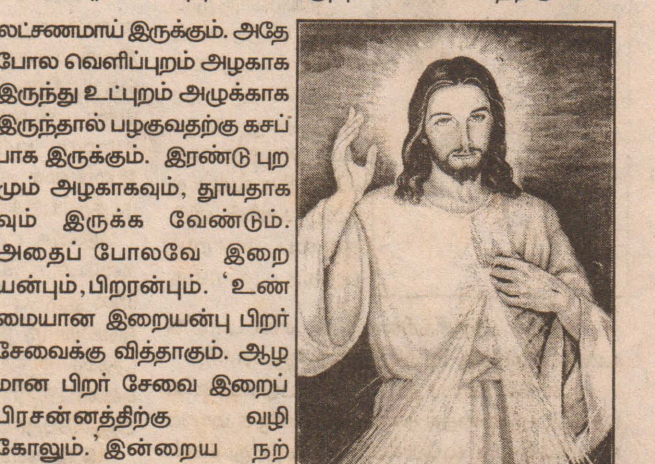 லட்சணமாய் இருக்கும். அதே
போல வெளிப்புறம் அழகாக
இருந்து உட்புறம் அழுக்காக
இருந்தால் பழகுவதற்கு கசப்
பாக இருக்கும். இரண்டு புற
மும் அழகாகவும், தூயதாக
வும் இருக்க வேண்டும்.
அதைப் போலவே இறை
யன்பும்,பிறரன்பும். ‘உண்
மையான இறையன்பு பிறர்
சேவைக்கு வித்தாகும். ஆழ
மான பிறர் சேவை இறைப்
பிரசன்னத்திற்கு வழி
கோலும்.’ இன்றைய நற்